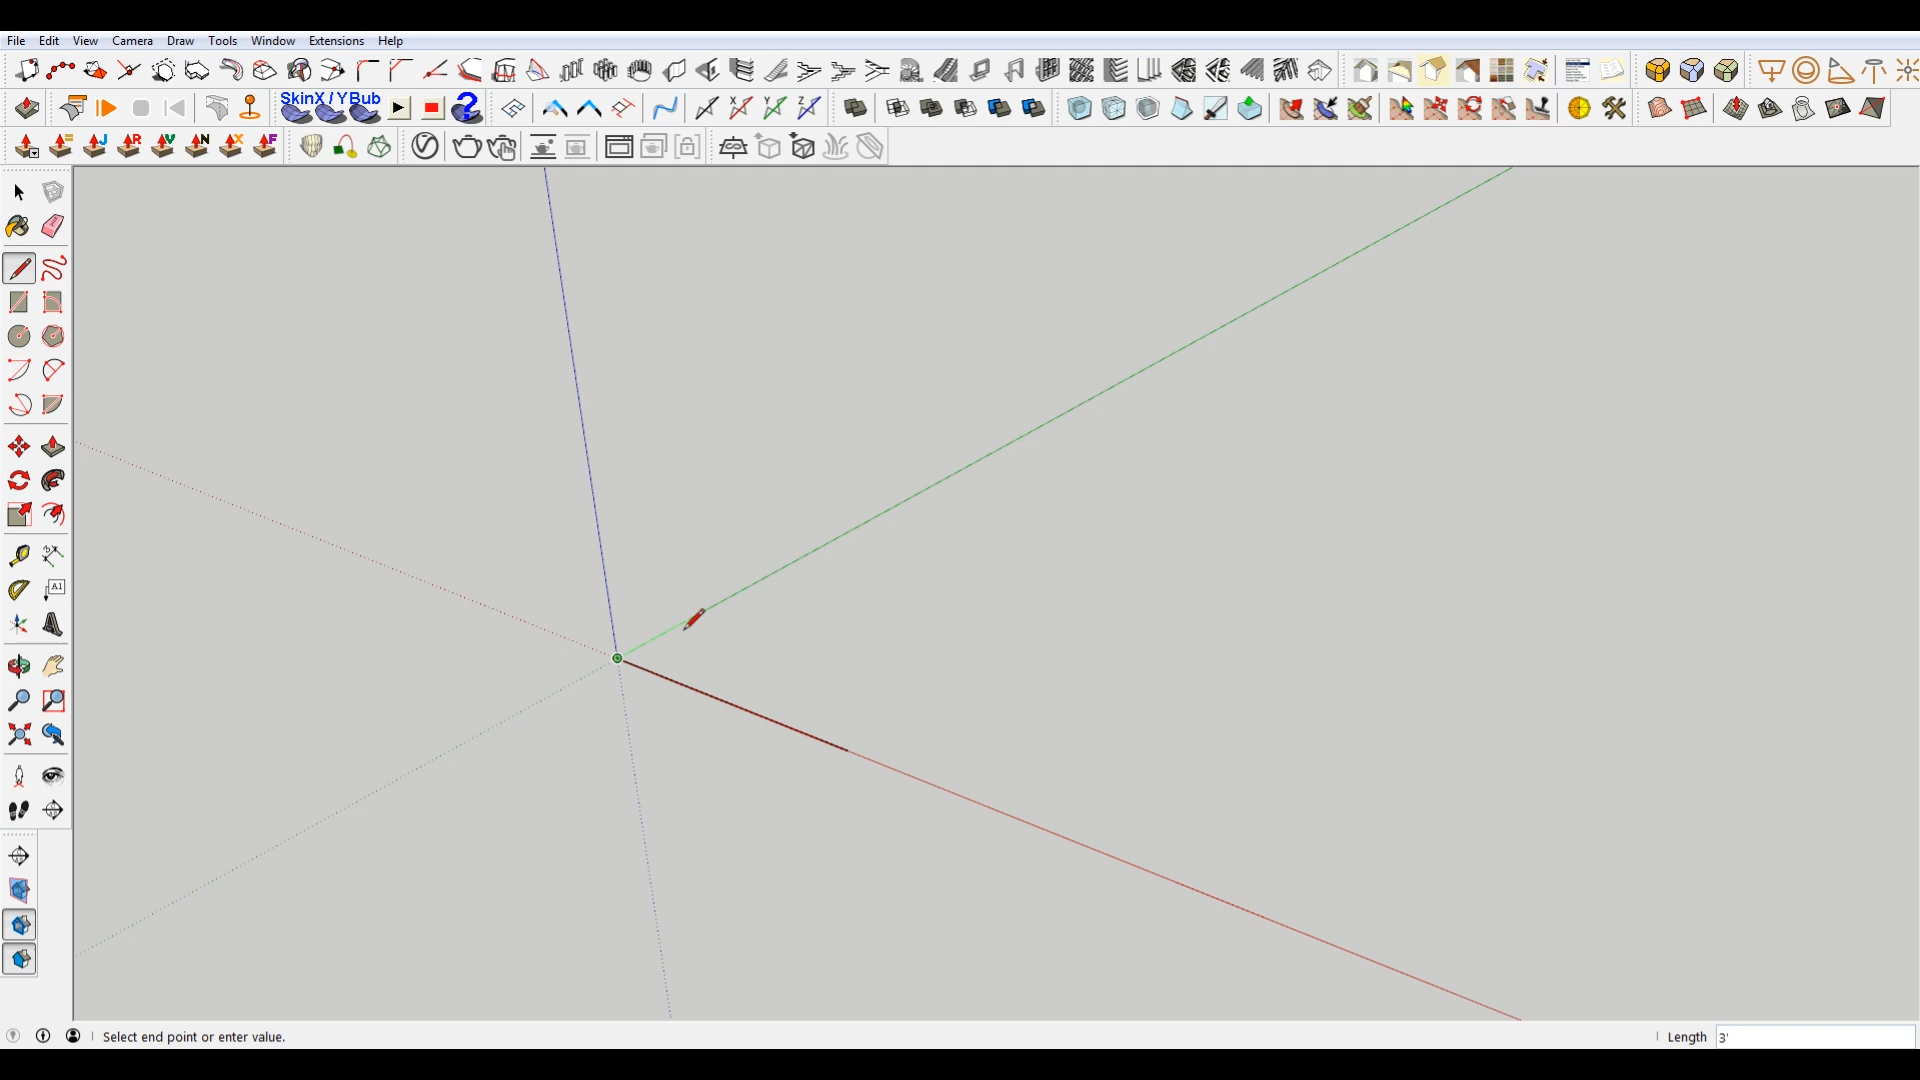 File Edit View Camera Draw Tools Window Extensions Help
SkinX / YBub
X Y Z
= J R V N X F
A1
Select end point or enter value.
Length 3'